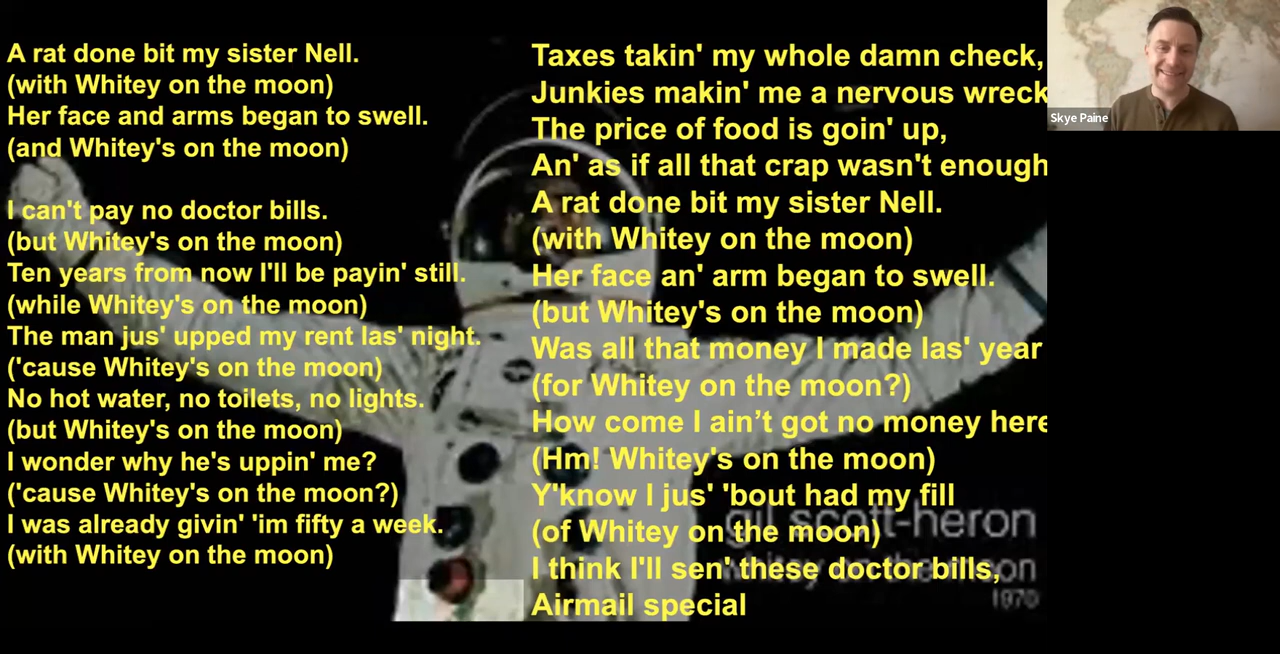 A rat done bit my sister Nell.
(with Whitey on the moon)
Her face and arms began to swell.
(and Whitey's on the moon)
I can't pay no doctor bills.
(but Whitey's on the moon)
Ten years from now I'll be payin' still.
(while Whitey's on the moon)
The man jus' upped my rent las' night.
('cause Whitey's on the moon)
No hot water, no toilets, no lights.
(but Whitey's on the moon)
I wonder why he's uppin' me?
('cause Whitey's on the moon?)
I was already givin' 'im fifty a week.
(with Whitey on the moon)
Taxes takin' my whole damn check,
Junkies makin' me a nervous wreck
The price of food is goin' up,
An' as if all that crap wasn't enough
A rat done bit my sister Nell.
(with Whitey on the moon)
Her face an' arm began to swell.
(but Whitey's on the moon)
Was all that money I made las' year
(for Whitey on the moon?)
How come I ain’t got no money here
(Hm! Whitey's on the moon)
Y'know I jus' 'bout had my fill
(of Whitey on the moon)
I think I'll sen' these doctor bills,
Airmail special
gil scott-heron
whitey on the moon
1970
Skye Paine